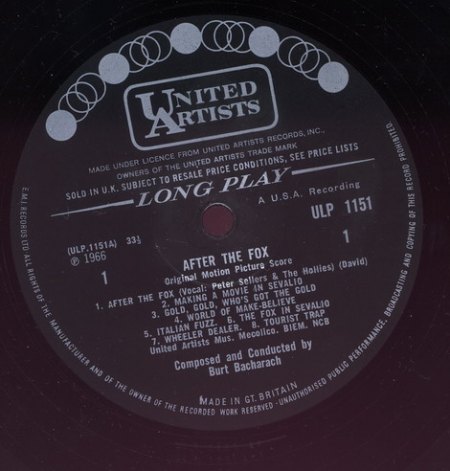 UNITED
ARTISTS
MADE UNDER LICENCE FROM UNITED ARTISTS RECORDS, INC.,
OWNERS OF THE UNITED ARTISTS TRADE MARK
SOLD IN U.K. SUBJECT TO RESALE PRICE CONDITIONS, SEE PRICE LISTS
LONG PLAY
A U.S.A. Recording
(ULP.1151A) 33⅓
ULP 1151
℗ 1966
1
1
AFTER THE FOX
Original Motion Picture Score
1. AFTER THE FOX (Vocal: Peter Sellers & The Hollies) (David)
2. MAKING A MOVIE IN SEVALIO
3. GOLD, GOLD, WHO'S GOT THE GOLD
4. WORLD OF MAKE-BELIEVE
5. ITALIAN FUZZ. 6. THE FOX IN SEVALIO
7. WHEELER DEALER. 8. TOURIST TRAP
United Artists Mus. Mecolico. BIEM. NCB
Composed and Conducted by
Burt Bacharach
MADE IN GT. BRITAIN
E.M.I. RECORDS LTD ALL RIGHTS OF THE MANUFACTURER AND OF THE OWNER OF THE RECORDED WORK RESERVED · UNAUTHORISED PUBLIC PERFORMANCE, BROADCASTING AND COPYING OF THIS RECORD PROHIBITED.